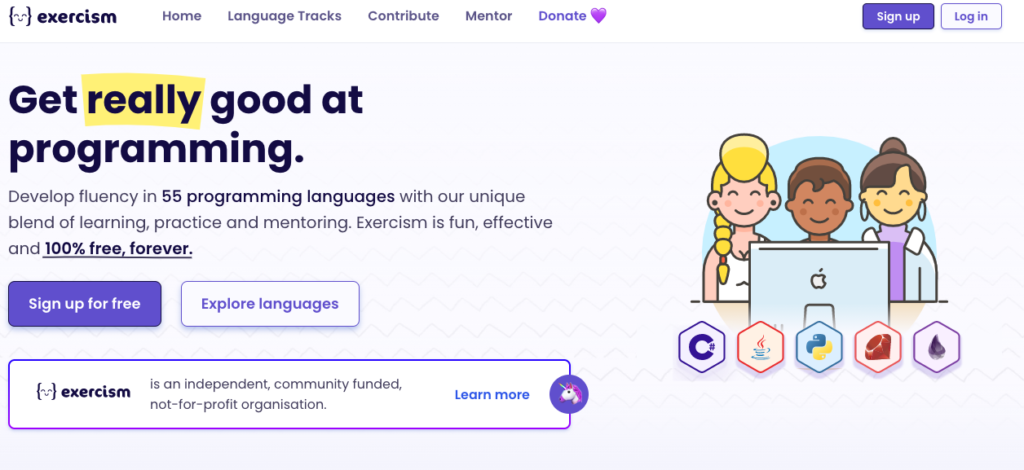 { } exercism
Home
Language Tracks
Contribute
Mentor
Donate 💜
Sign up
Log in
Get really good at
programming.
Develop fluency in 55 programming languages with our unique
blend of learning, practice and mentoring. Exercism is fun, effective
and 100% free, forever.
Sign up for free
Explore languages
exercism
is an independent, community funded,
not-for-profit organisation.
Learn more
C#